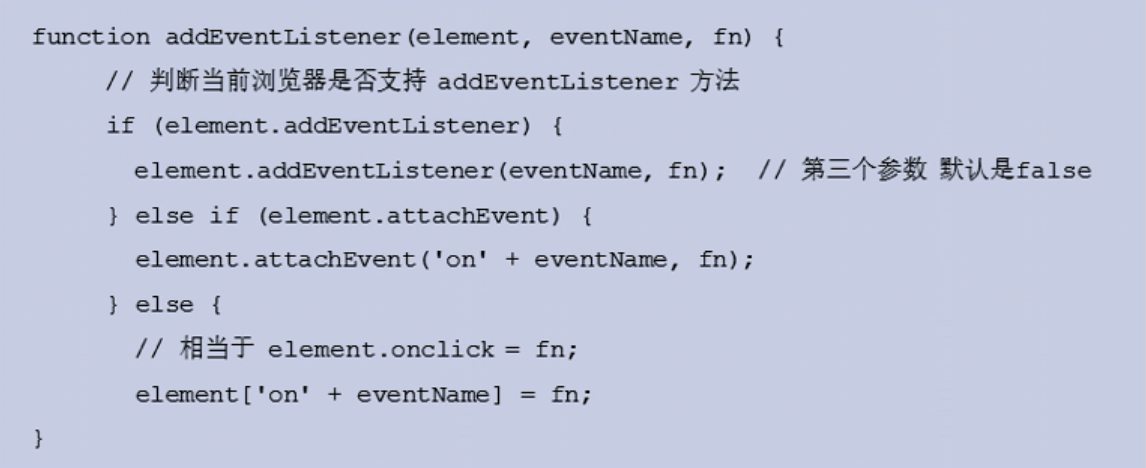 function addEventListener(element, eventName, fn) {
// 判断当前浏览器是否支持 addEventListener 方法
if (element.addEventListener) {
element.addEventListener(eventName, fn); // 第三个参数 默认是false
} else if (element.attachEvent) {
element.attachEvent('on' + eventName, fn);
} else {
// 相当于 element.onclick = fn;
element['on' + eventName] = fn;
}